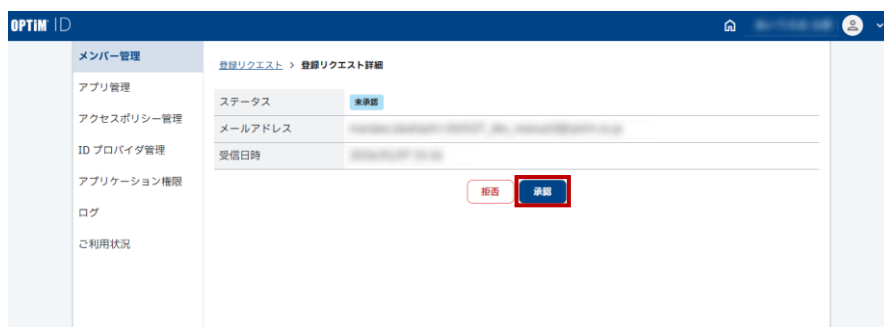 OPTiM ID
メンバー管理
登録リクエスト > 登録リクエスト詳細
アプリ管理
アクセスポリシー管理
ID プロバイダ管理
アプリケーション権限
ログ
ご利用状況
ステータス 未承認
メールアドレス
受信日時
拒否 承認